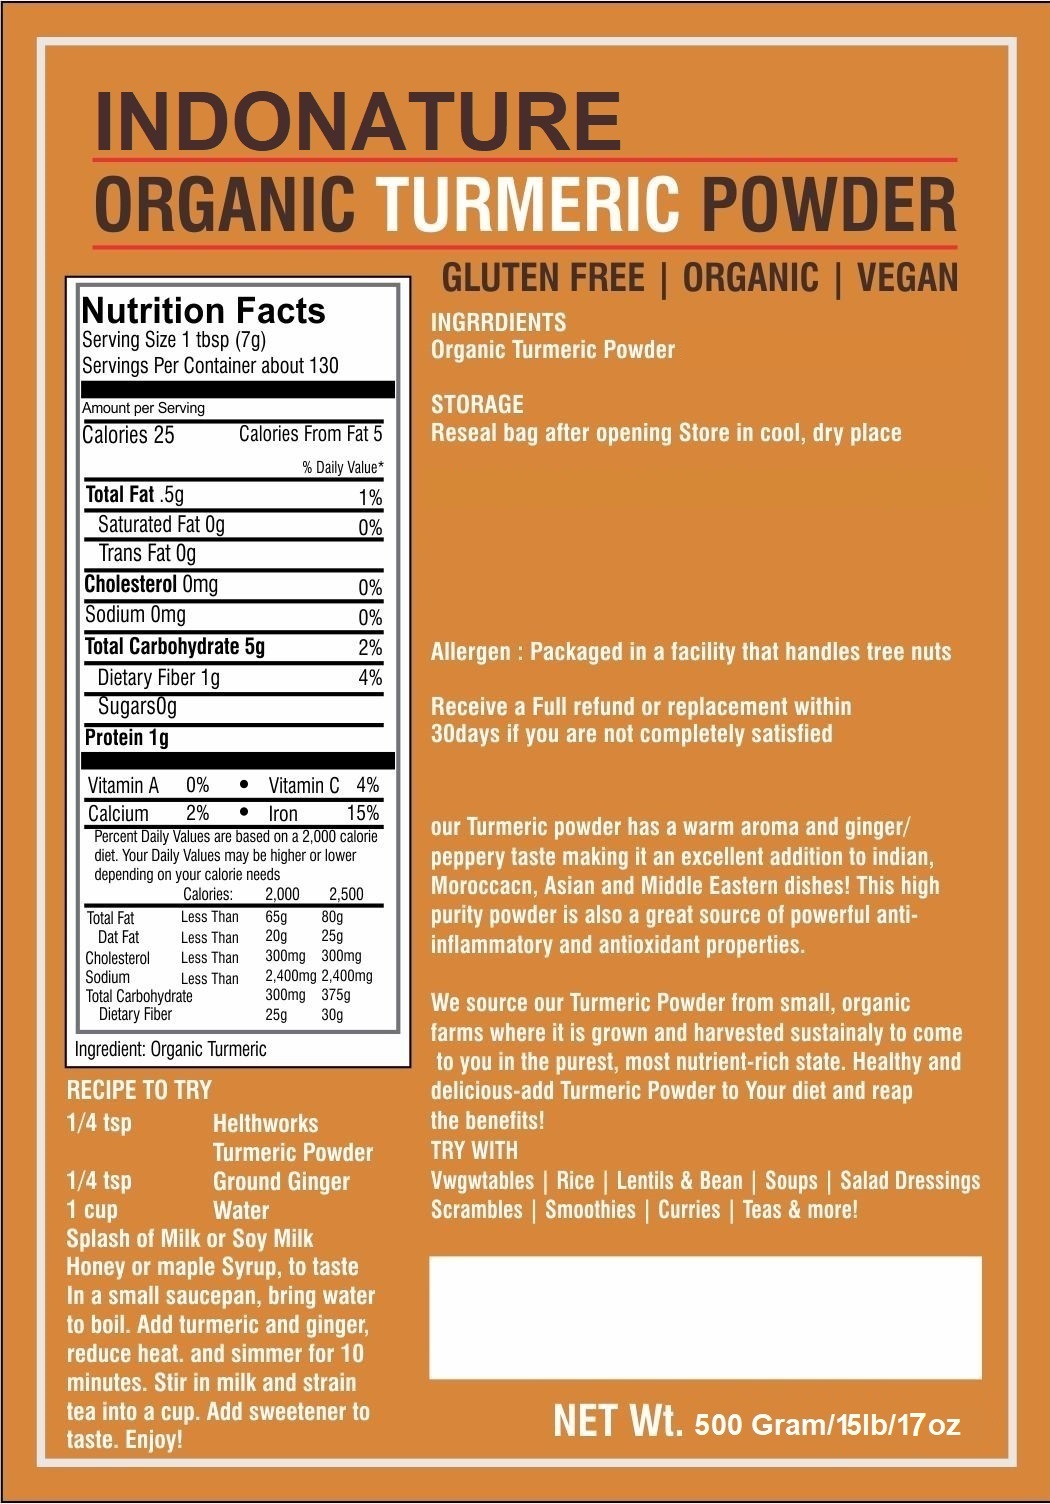 INDONATURE
ORGANIC TURMERIC POWDER
GLUTEN FREE | ORGANIC | VEGAN
Nutrition Facts
Serving Size 1 tbsp (7g)
Servings Per Container about 130
Amount per Serving
Calories 25 Calories From Fat 5
% Daily Value*
Total Fat .5g 1%
Saturated Fat 0g 0%
Trans Fat 0g
Cholesterol 0mg 0%
Sodium 0mg 0%
Total Carbohydrate 5g 2%
Dietary Fiber 1g 4%
Sugars0g
Protein 1g
Vitamin A 0% • Vitamin C 4%
Calcium 2% • Iron 15%
Percent Daily Values are based on a 2,000 calorie
diet. Your Daily Values may be higher or lower
depending on your calorie needs
Calories: 2,000 2,500
Total Fat Less Than 65g 80g
Dat Fat Less Than 20g 25g
Cholesterol Less Than 300mg 300mg
Sodium Less Than 2,400mg 2,400mg
Total Carbohydrate 300mg 375g
Dietary Fiber 25g 30g
Ingredient: Organic Turmeric
RECIPE TO TRY
1/4 tsp Helthworks
Turmeric Powder
1/4 tsp Ground Ginger
1 cup Water
Splash of Milk or Soy Milk
Honey or maple Syrup, to taste
In a small saucepan, bring water
to boil. Add turmeric and ginger,
reduce heat. and simmer for 10
minutes. Stir in milk and strain
tea into a cup. Add sweetener to
taste. Enjoy!
INGRRDIENTS
Organic Turmeric Powder
STORAGE
Reseal bag after opening Store in cool, dry place
Allergen : Packaged in a facility that handles tree nuts
Receive a Full refund or replacement within
30days if you are not completely satisfied
our Turmeric powder has a warm aroma and ginger/
peppery taste making it an excellent addition to indian,
Moroccacn, Asian and Middle Eastern dishes! This high
purity powder is also a great source of powerful anti-
inflammatory and antioxidant properties.
We source our Turmeric Powder from small, organic
farms where it is grown and harvested sustainaly to come
to you in the purest, most nutrient-rich state. Healthy and
delicious-add Turmeric Powder to Your diet and reap
the benefits!
TRY WITH
Vwgwtables | Rice | Lentils & Bean | Soups | Salad Dressings
Scrambles | Smoothies | Curries | Teas & more!
NET Wt. 500 Gram/15lb/17oz